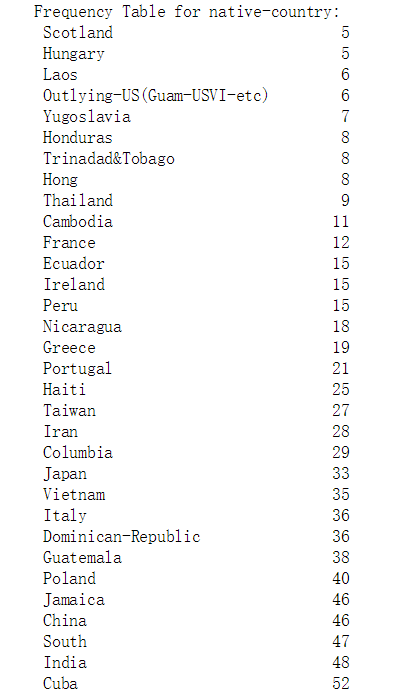 Frequency Table for native-country:
Scotland 5
Hungary 5
Laos 6
Outlying-US(Guam-USVI-etc) 6
Yugoslavia 7
Honduras 8
Trinadad&Tobago 8
Hong 8
Thailand 9
Cambodia 11
France 12
Ecuador 15
Ireland 15
Peru 15
Nicaragua 18
Greece 19
Portugal 21
Haiti 25
Taiwan 27
Iran 28
Columbia 29
Japan 33
Vietnam 35
Italy 36
Dominican-Republic 36
Guatemala 38
Poland 40
Jamaica 46
China 46
South 47
India 48
Cuba 52